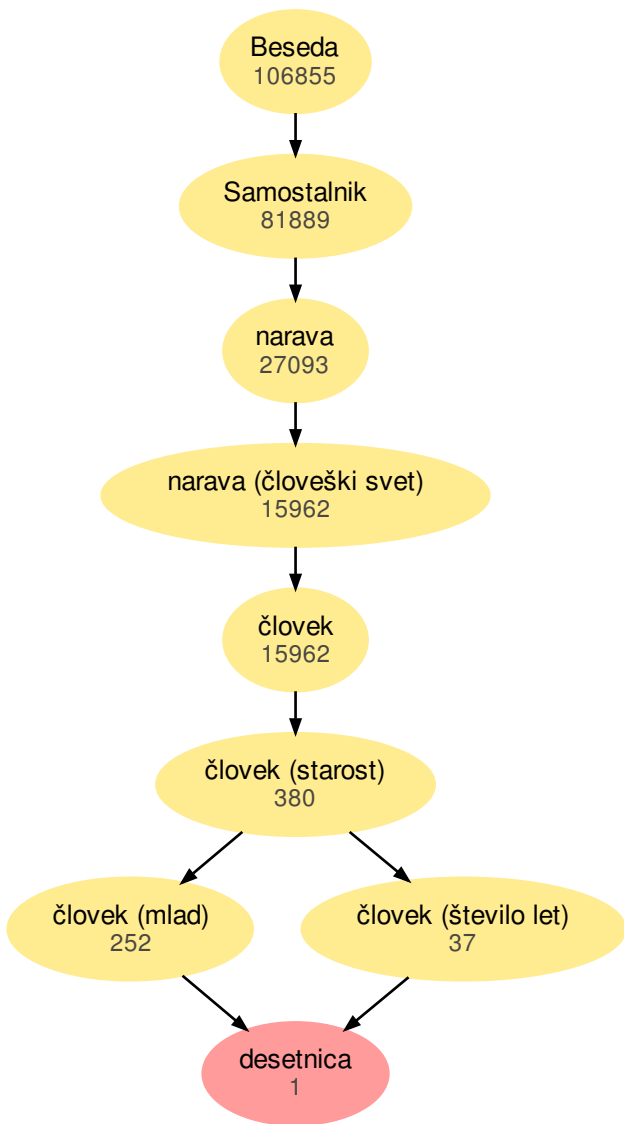 Beseda
106855
Samostalnik
81889
narava
27093
narava (človeški svet)
15962
človek
15962
človek (starost)
380
človek (mlad)
252
človek (število let)
37
desetnica
1